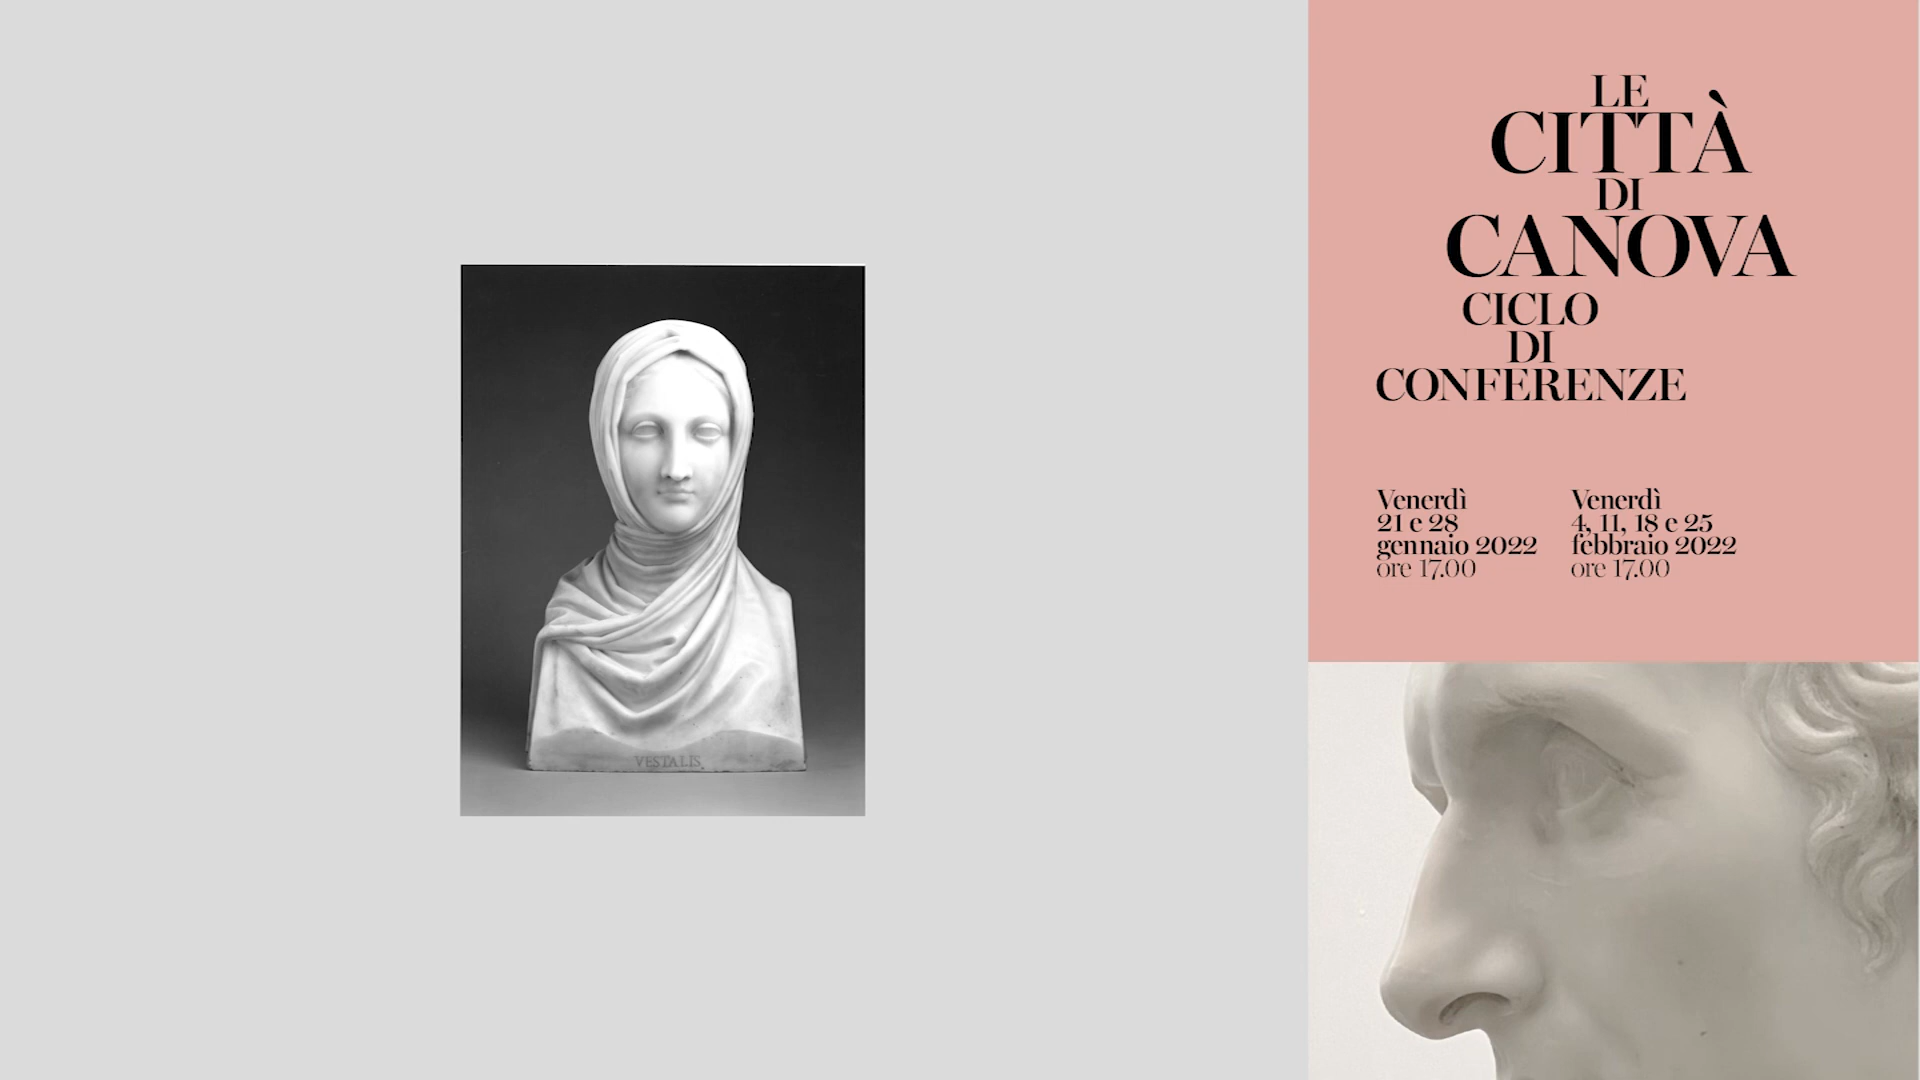 VESTALIS
LE
CITTÀ
DI
CANOVA
CICLO
DI
CONFERENZE
Venerdì
21 e 28
gennaio 2022
ore 17.00
Venerdì
4, 11, 18 e 25
febbraio 2022
ore 17.00